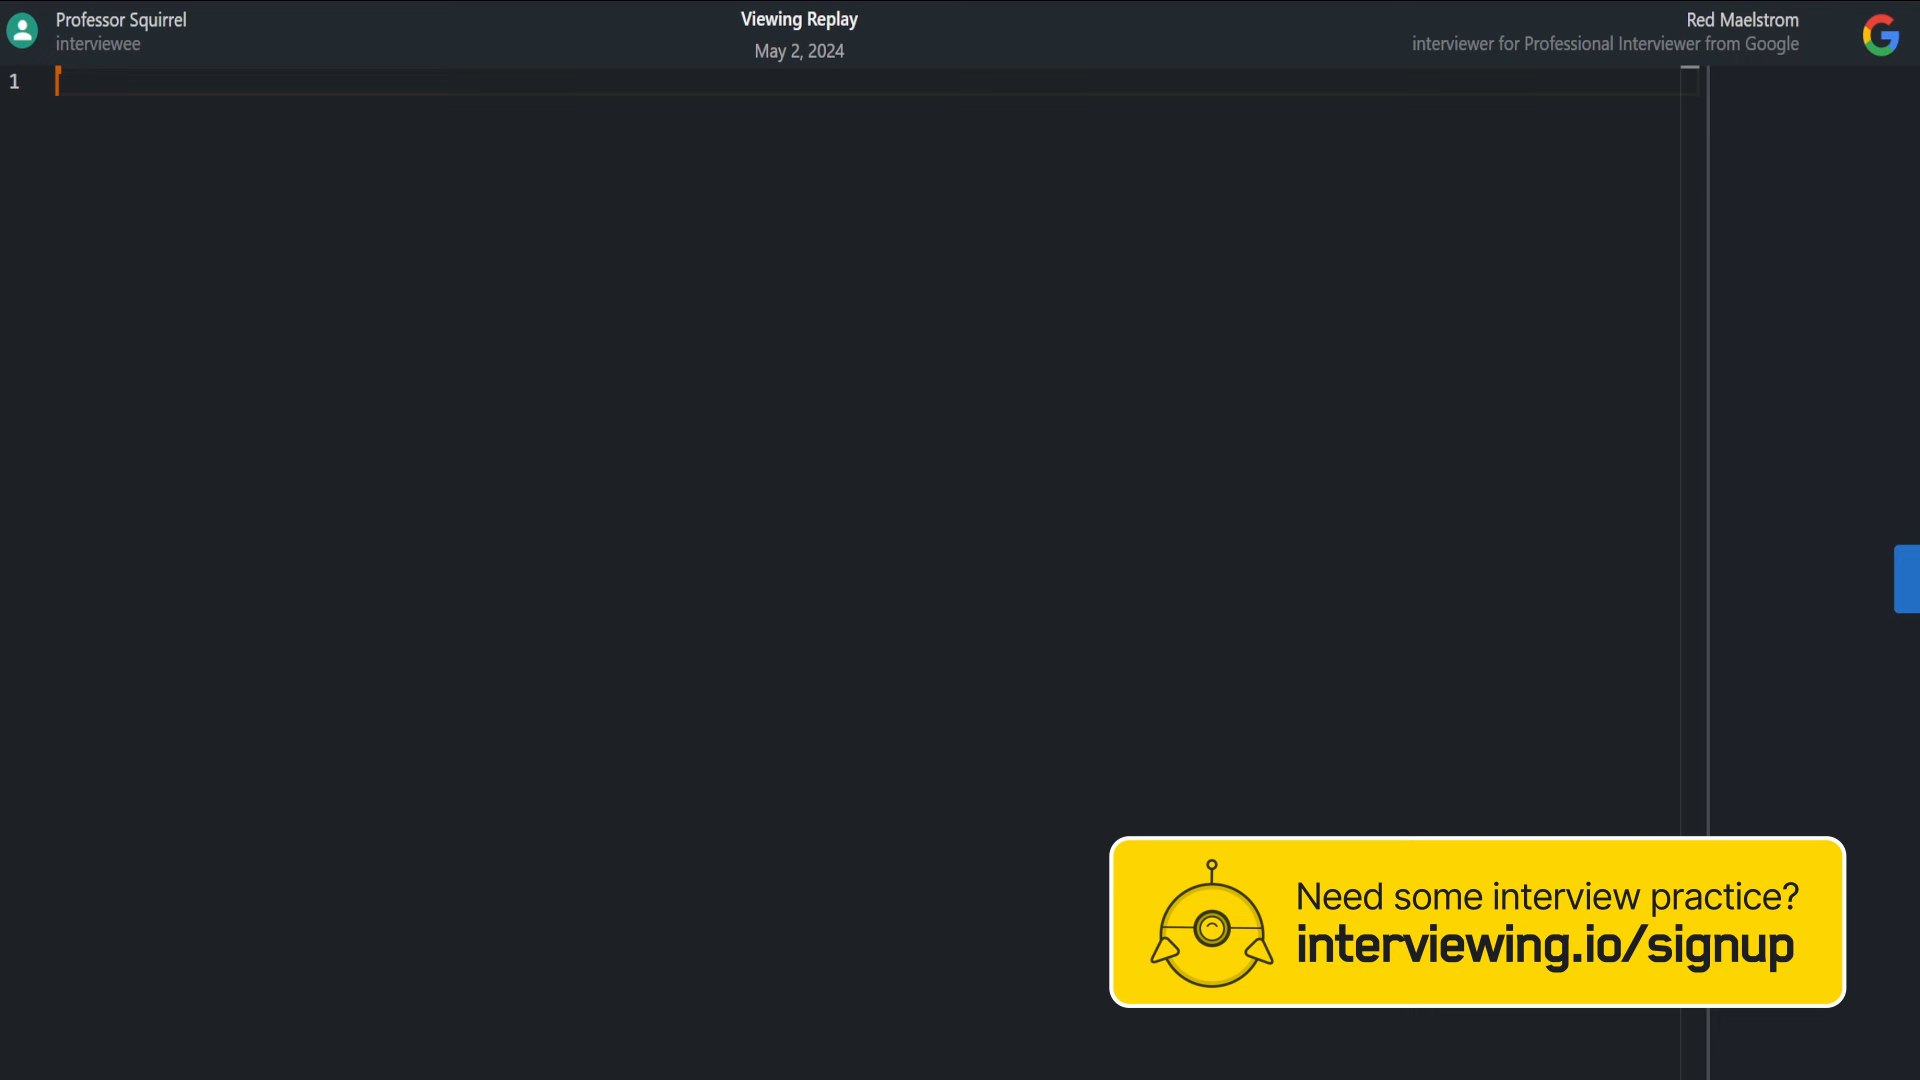 Professor Squirrel
interviewee
Viewing Replay
May 2, 2024
Red Maelstrom
interviewer for Professional Interviewer from Google
1
Need some interview practice?
interviewing.io/signup